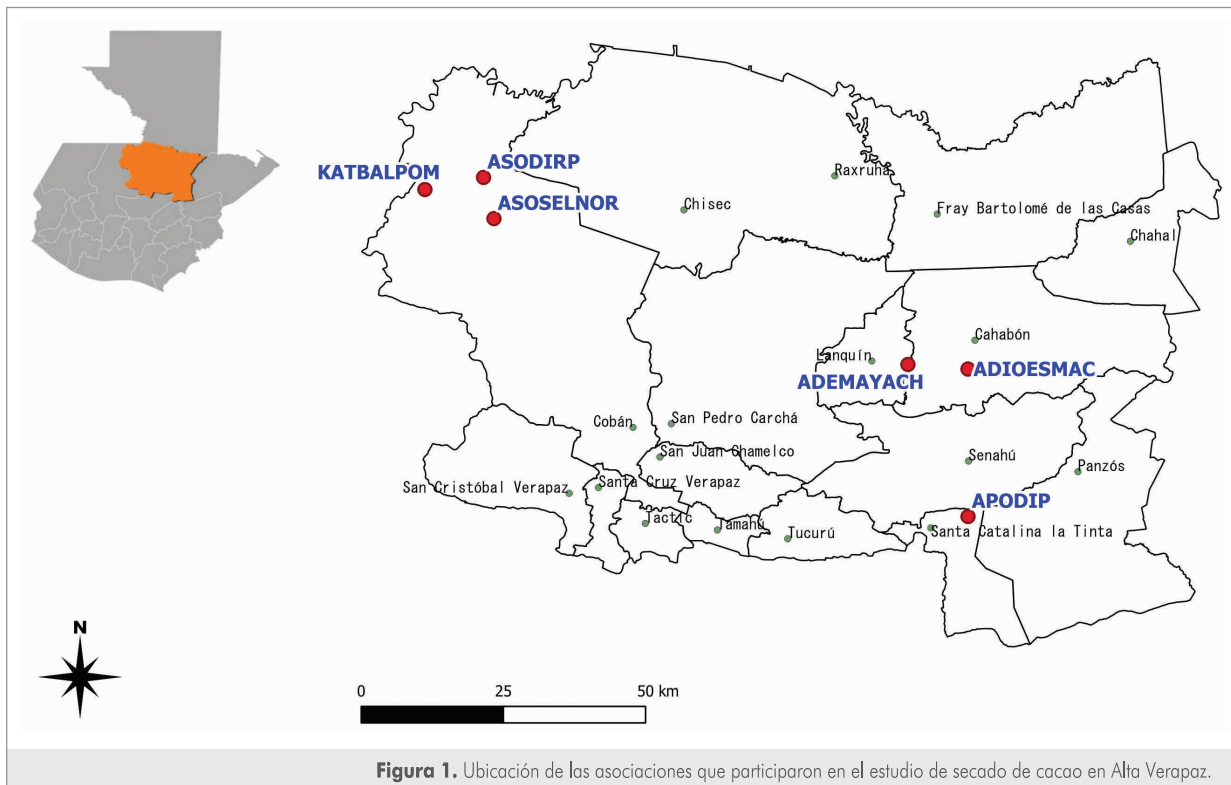 ASODIRP
KATBALPOM
Raxruhá
ASOSELNOR
Chisec
Fray Bartolomé de las Casas
Chahal
Cahabón
Lanquín
ADIOESMAC
ADEMAYACH
San Pedro Carchá
Cobán
San Juan Chamelco
Senahú
Panzós
Santa Cruz Verapaz
San Cristóbal Verapaz
APODIP
Tactic
Tamahú
Santa Catalina la Tinta
Tucurú
N
0 25 50 km
Figura 1. Ubicación de las asociaciones que participaron en el estudio de secado de cacao en Alta Verapaz.